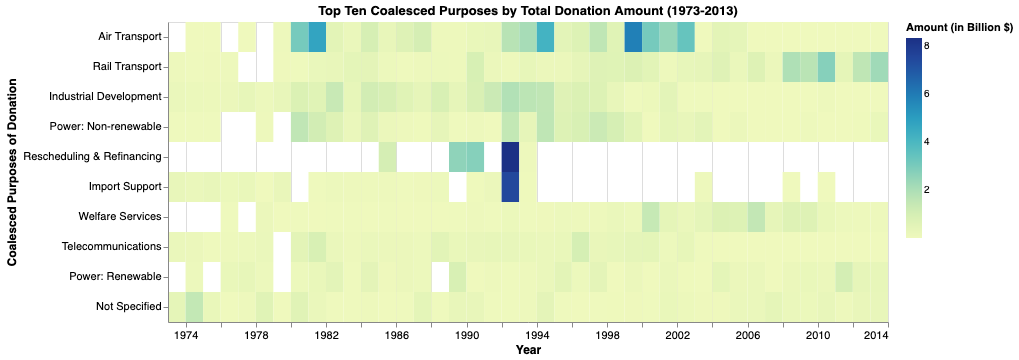 Top Ten Coalesced Purposes by Total Donation Amount (1973-2013)
Amount (in Billion $)
8
6
4
2
Coalesced Purposes of Donation
Air Transport
Rail Transport
Industrial Development
Power: Non-renewable
Rescheduling & Refinancing
Import Support
Welfare Services
Telecommunications
Power: Renewable
Not Specified
1974 1978 1982 1986 1990 1994 1998 2002 2006 2010 2014
Year